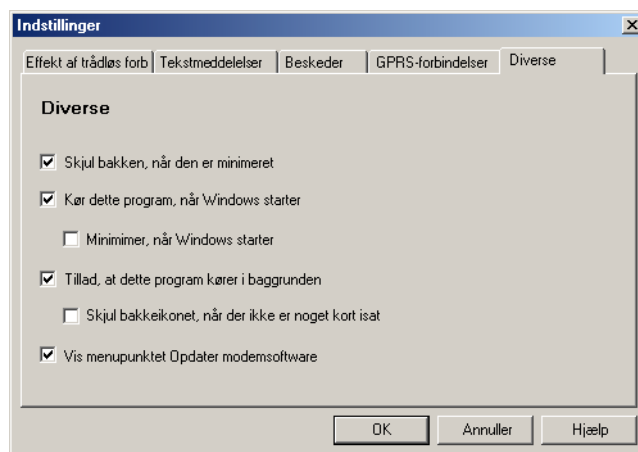 Indstillinger
Effekt af trådløs forb Tekstmeddelelser Beskeder GPRS-forbindelser Diverse
Diverse
Skjul bakken, når den er minimeret
Kør dette program, når Windows starter
Minimimer, når Windows starter
Tillad, at dette program kører i baggrunden
Skjul bakkeikonet, når der ikke er noget kort isat
Vis menupunktet Opdater modemsoftware
OK Annuller Hjælp